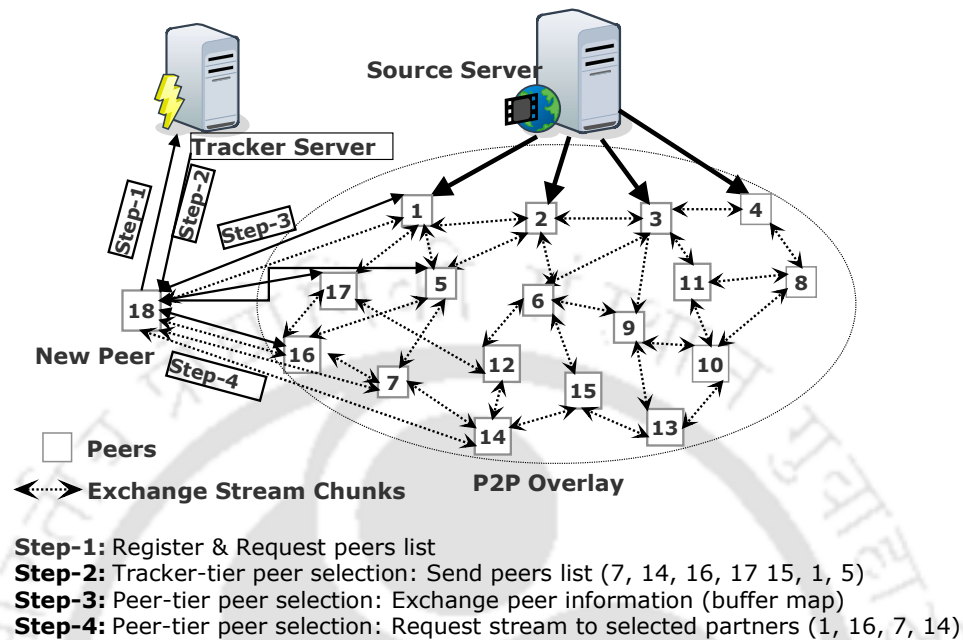 Source Server
Tracker Server
Step-1
Step-2
Step-3
1
2
3
4
5
17
11
8
18
6
9
New Peer
16
12
10
Step-4
7
15
14
13
Peers
Exchange Stream Chunks
P2P Overlay
Step-1: Register & Request peers list
Step-2: Tracker-tier peer selection: Send peers list (7, 14, 16, 17 15, 1, 5)
Step-3: Peer-tier peer selection: Exchange peer information (buffer map)
Step-4: Peer-tier peer selection: Request stream to selected partners (1, 16, 7, 14)